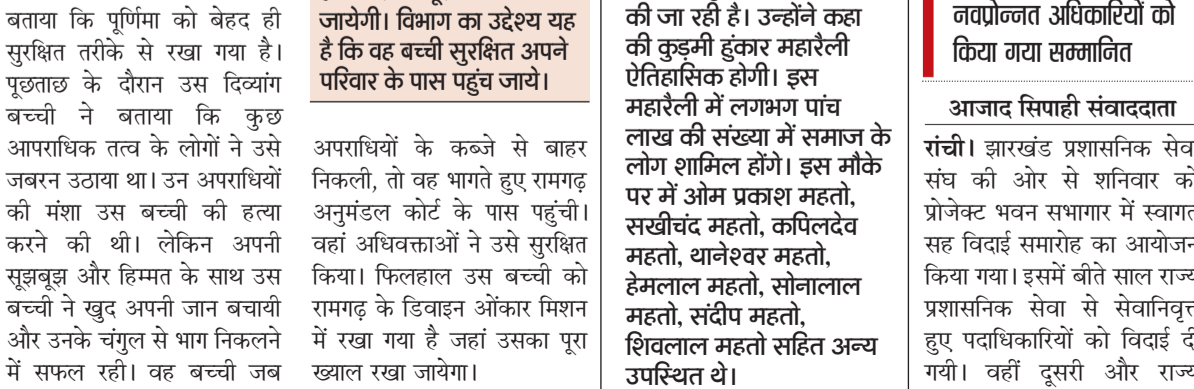 बताया कि पूर्णिमा को बेहद ही
सुरक्षित तरीके से रखा गया है।
पूछताछ के दौरान उस दिव्यांग
बच्ची ने बताया कि कुछ
आपराधिक तत्व के लोगों ने उसे
जबरन उठाया था। उन अपराधियों
की मंशा उस बच्ची की हत्या
करने की थी। लेकिन अपनी
सूझबूझ और हिम्मत के साथ उस
बच्ची ने खुद अपनी जान बचायी
और उनके चंगुल से भाग निकलने
में सफल रही। वह बच्ची जब
जायेगी। विभाग का उद्देश्य यह
है कि वह बच्ची सुरक्षित अपने
परिवार के पास पहुंच जाये।
अपराधियों के कब्जे से बाहर
निकली, तो वह भागते हुए रामगढ़
अनुमंडल कोर्ट के पास पहुंची।
वहां अधिवक्ताओं ने उसे सुरक्षित
किया। फिलहाल उस बच्ची को
रामगढ़ के डिवाइन ओंकार मिशन
में रखा गया है जहां उसका पूरा
ख्याल रखा जायेगा।
की जा रही है। उन्होंने कहा
की कुड़मी हुंकार महारैली
ऐतिहासिक होगी। इस
महारैली में लगभग पांच
लाख की संख्या में समाज के
लोग शामिल होंगे। इस मौके
पर में ओम प्रकाश महतो,
सखीचंद महतो, कपिलदेव
महतो, थानेश्वर महतो,
हेमलाल महतो, सोनालाल
महतो, संदीप महतो,
शिवलाल महतो सहित अन्य
उपस्थित थे।
नवप्रोन्नत अधिकारियों को
किया गया सम्मानित
आजाद सिपाही संवाददाता
रांची। झारखंड प्रशासनिक सेवा
संघ की ओर से शनिवार को
प्रोजेक्ट भवन सभागार में स्वागत
सह विदाई समारोह का आयोजन
किया गया। इसमें बीते साल राज्य
प्रशासनिक सेवा से सेवानिवृत्त
हुए पदाधिकारियों को विदाई दी
गयी। वहीं दूसरी और राज्य